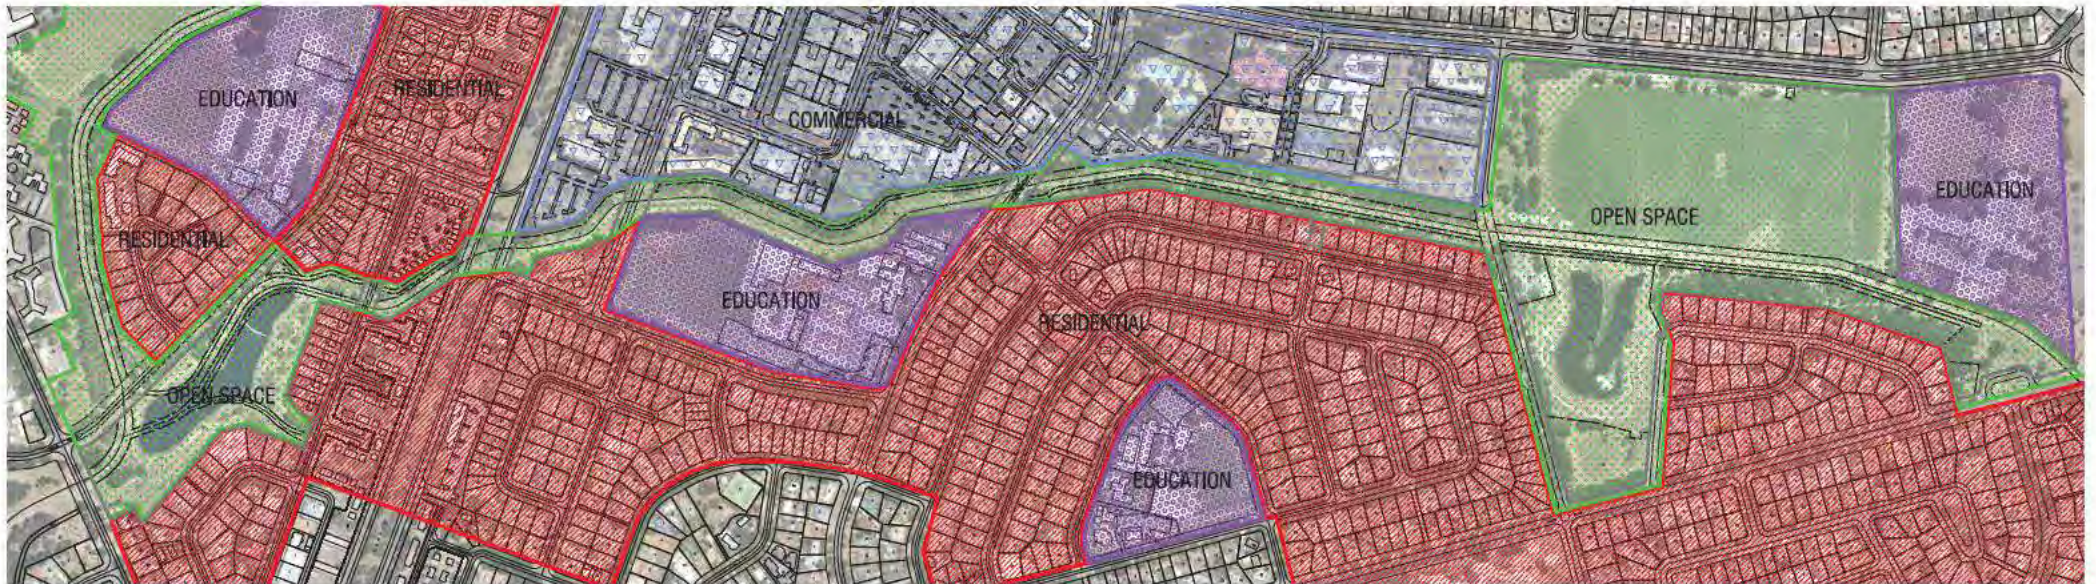 RESIDENTIAL
EDUCATION
COMMERCIAL
EDUCATION
OPEN SPACE
RESIDENTIAL
EDUCATION
RESIDENTIAL
OPEN SPACE
EDUCATION